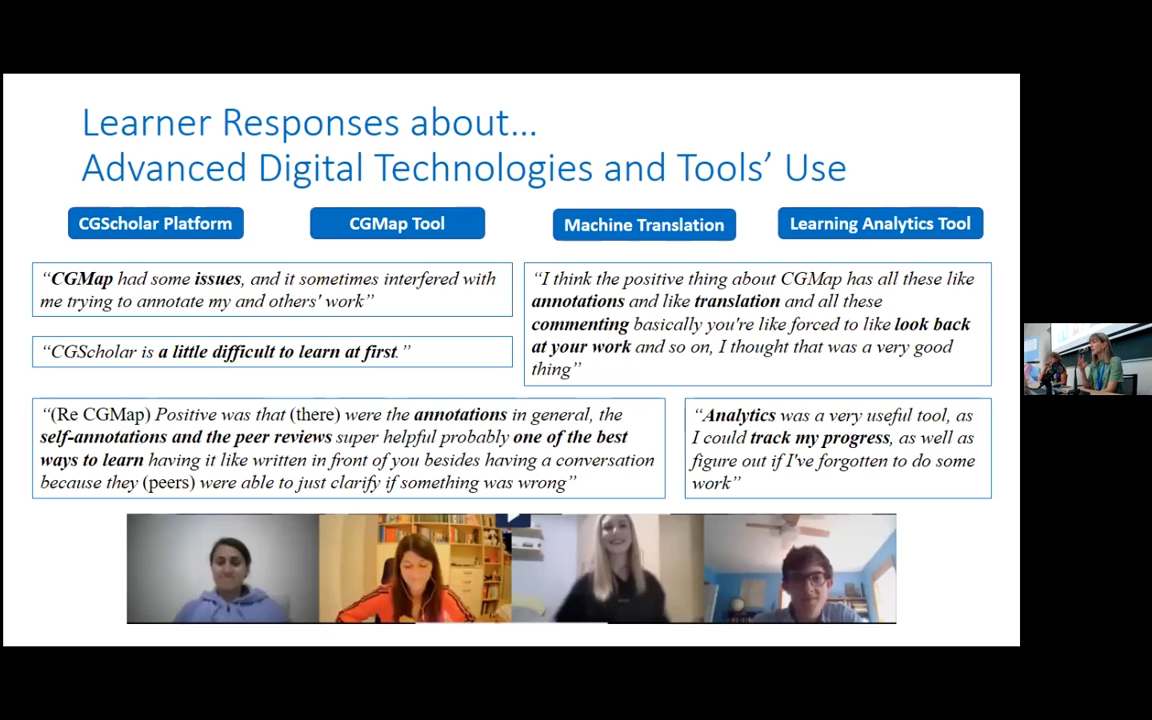 Learner Responses about...
Advanced Digital Technologies and Tools' Use
CGScholar Platform
CGMap Tool
Machine Translation
Learning Analytics Tool
“CGMap had some issues, and it sometimes interfered with
me trying to annotate my and others' work”
“CGScholar is a little difficult to learn at first.”
“I think the positive thing about CGMap has all these like
annotations and like translation and all these
commenting basically you're like forced to like look back
at your work and so on, I thought that was a very good
thing”
“(Re CGMap) Positive was that (there) were the annotations in general, the
self-annotations and the peer reviews super helpful probably one of the best
ways to learn having it like written in front of you besides having a conversation
because they (peers) were able to just clarify if something was wrong”
“Analytics was a very useful tool, as
I could track my progress, as well as
figure out if I've forgotten to do some
work”